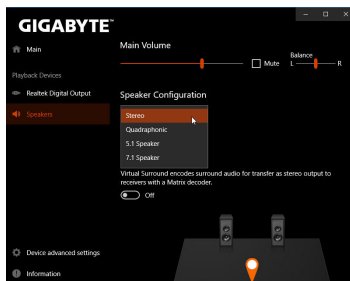 GIGABYTE™
Main
Main Volume
Mute
Balance
L
R
Playback Devices
Realtek Digital Output
Speakers
Speaker Configuration
Stereo
Quadraphonic
5.1 Speaker
7.1 Speaker
Virtual Surround encodes surround audio for transfer as stereo output to
receivers with a Matrix decoder.
Off
Device advanced settings
Information